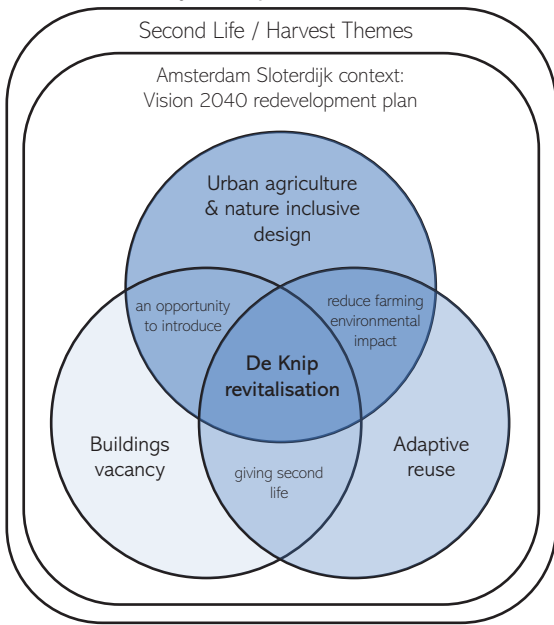 Second Life / Harvest Themes
Amsterdam Sloterdijk context:
Vision 2040 redevelopment plan
Urban agriculture
& nature inclusive
design
an opportunity
to introduce
reduce farming
environmental
impact
De Knip
revitalisation
Buildings
vacancy
giving second
life
Adaptive
reuse